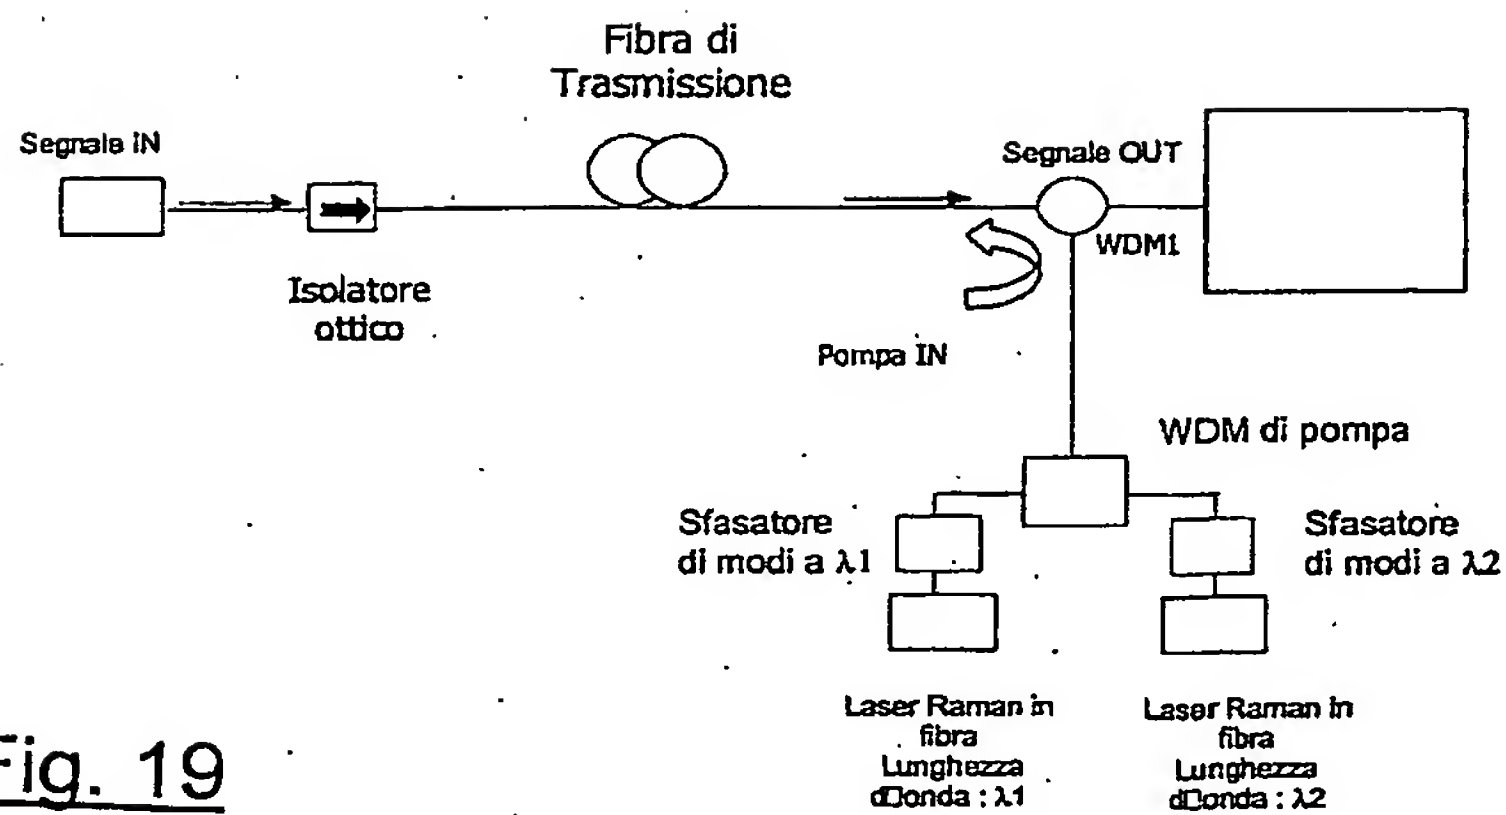 Fibra di
Trasmissione
Segnale IN
Segnale OUT
WDM1
Isolatore
ottico
Pompa IN
WDM di pompa
Sfasatore
di modi a λ1
Sfasatore
di modi a λ2
Laser Raman in
fibra
Lunghezza
d□onda : λ1
Laser Raman in
fibra
Lunghezza
d□onda : λ2
Fig. 19